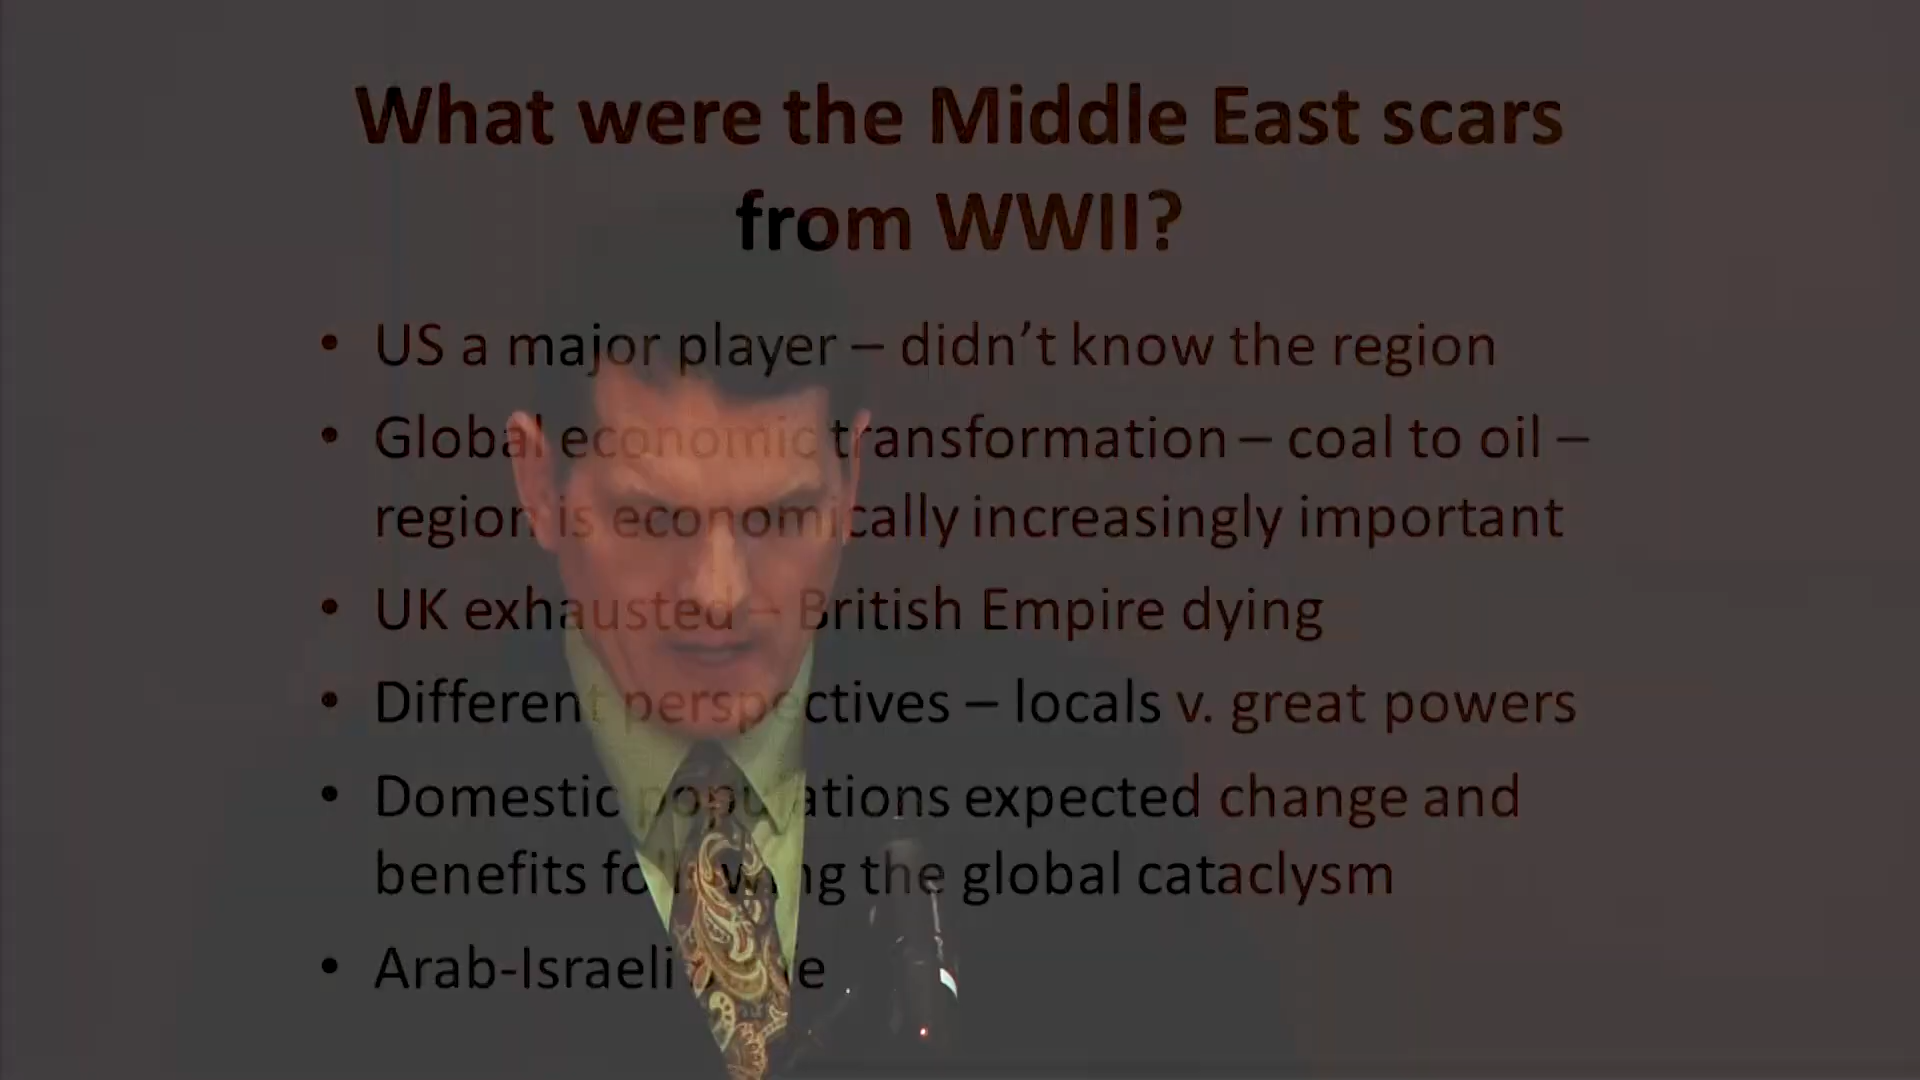 What were the Middle East scars
from WWII?
• US a major player – didn’t know the region
• Global economic transformation – coal to oil –
region is economically increasingly important
• UK exhausted – British Empire dying
• Different perspectives – locals v. great powers
• Domestic populations expected change and
benefits following the global cataclysm
• Arab-Israeli